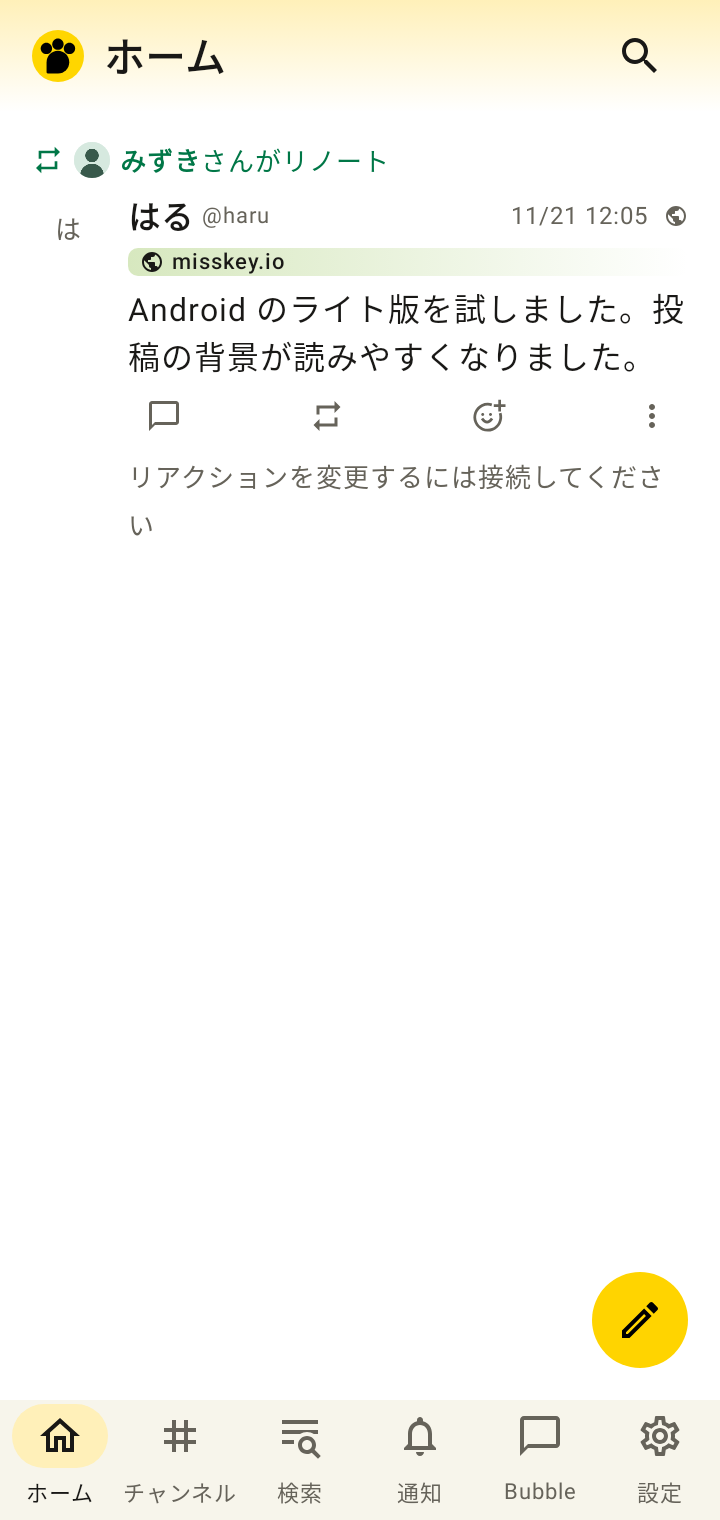 ホーム
みずきさんがリノート
は
はる @haru 11/21 12:05
misskey.io
Android のライト版を試しました。投
稿の背景が読みやすくなりました。
リアクションを変更するには接続してくださ
い
ホーム チャンネル 検索 通知 Bubble 設定